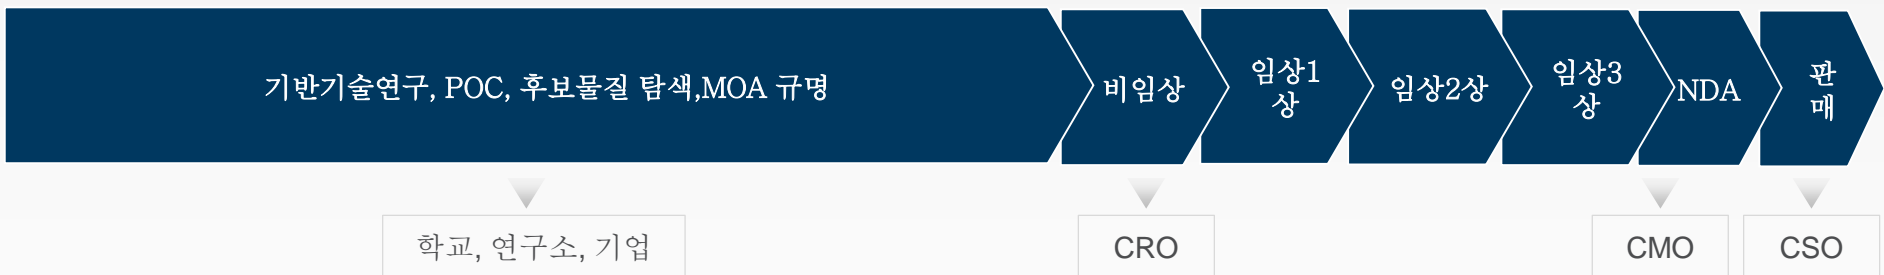 기반기술연구, POC, 후보물질 탐색,MOA 규명
비임상
임상1
상
임상2상
임상3
상
NDA
판
매
학교, 연구소, 기업
CRO
CMO
CSO